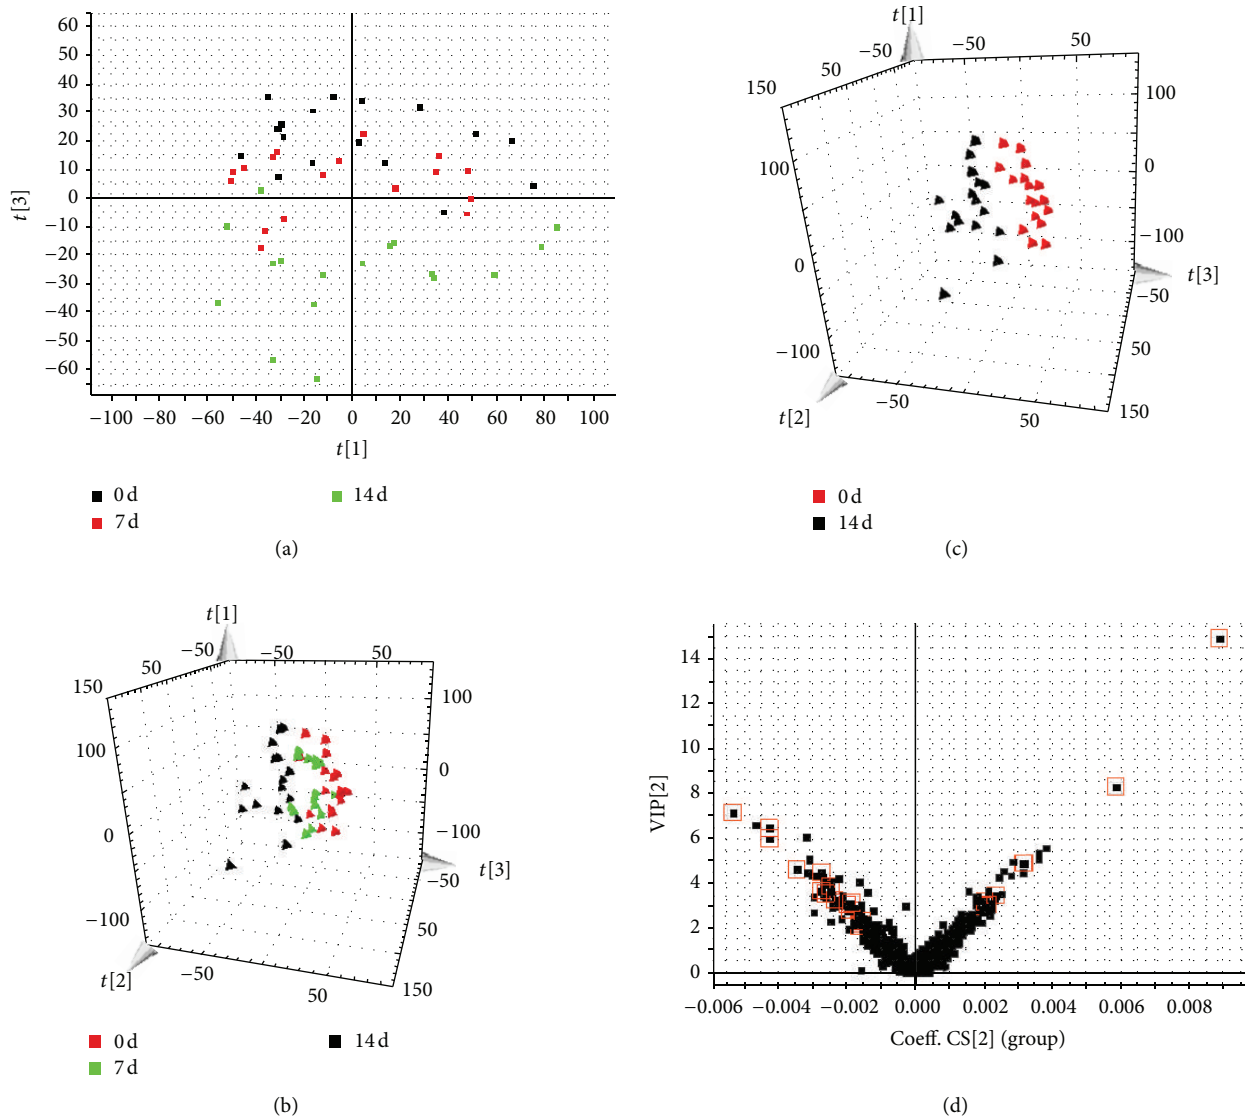 60
50
40
30
20
10
0
−10
−20
−30
−40
−50
−60
t[3]
−100 −80 −60 −40 −20 0 20 40 60 80 100
t[1]
0 d
7 d
14 d
(a)
t[1]
−50
50
150
100
0
−100
t[2]
−50
50
100
0
−100
t[3]
−50
50
150
−50
50
0 d
14 d
(c)
t[1]
−50
50
150
100
0
−100
t[2]
−50
50
100
0
−100
t[3]
−50
50
150
−50
50
0 d
7 d
14 d
(b)
14
12
10
8
6
4
2
0
VIP[2]
−0.006 −0.004 −0.002 0.000 0.002 0.004 0.006 0.008
Coeff. CS[2] (group)
(d)